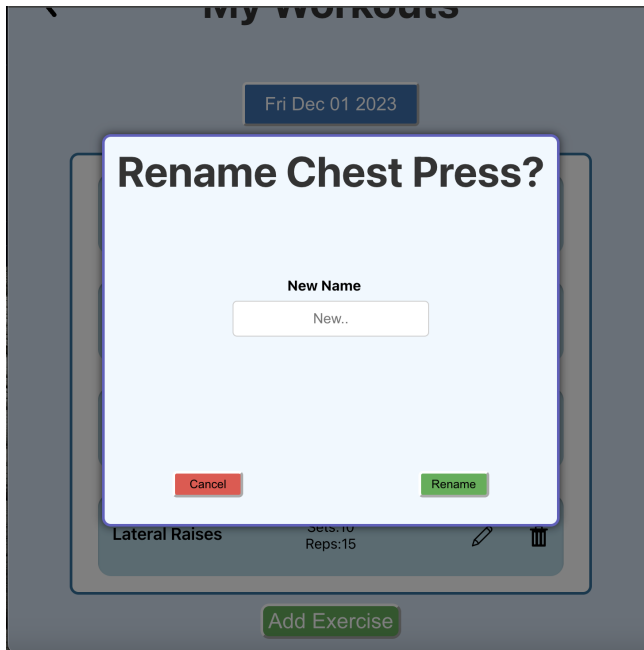 My Workouts
Fri Dec 01 2023
Rename Chest Press?
New Name
New..
Cancel
Rename
Lateral Raises
Sets:10
Reps:15
Add Exercise